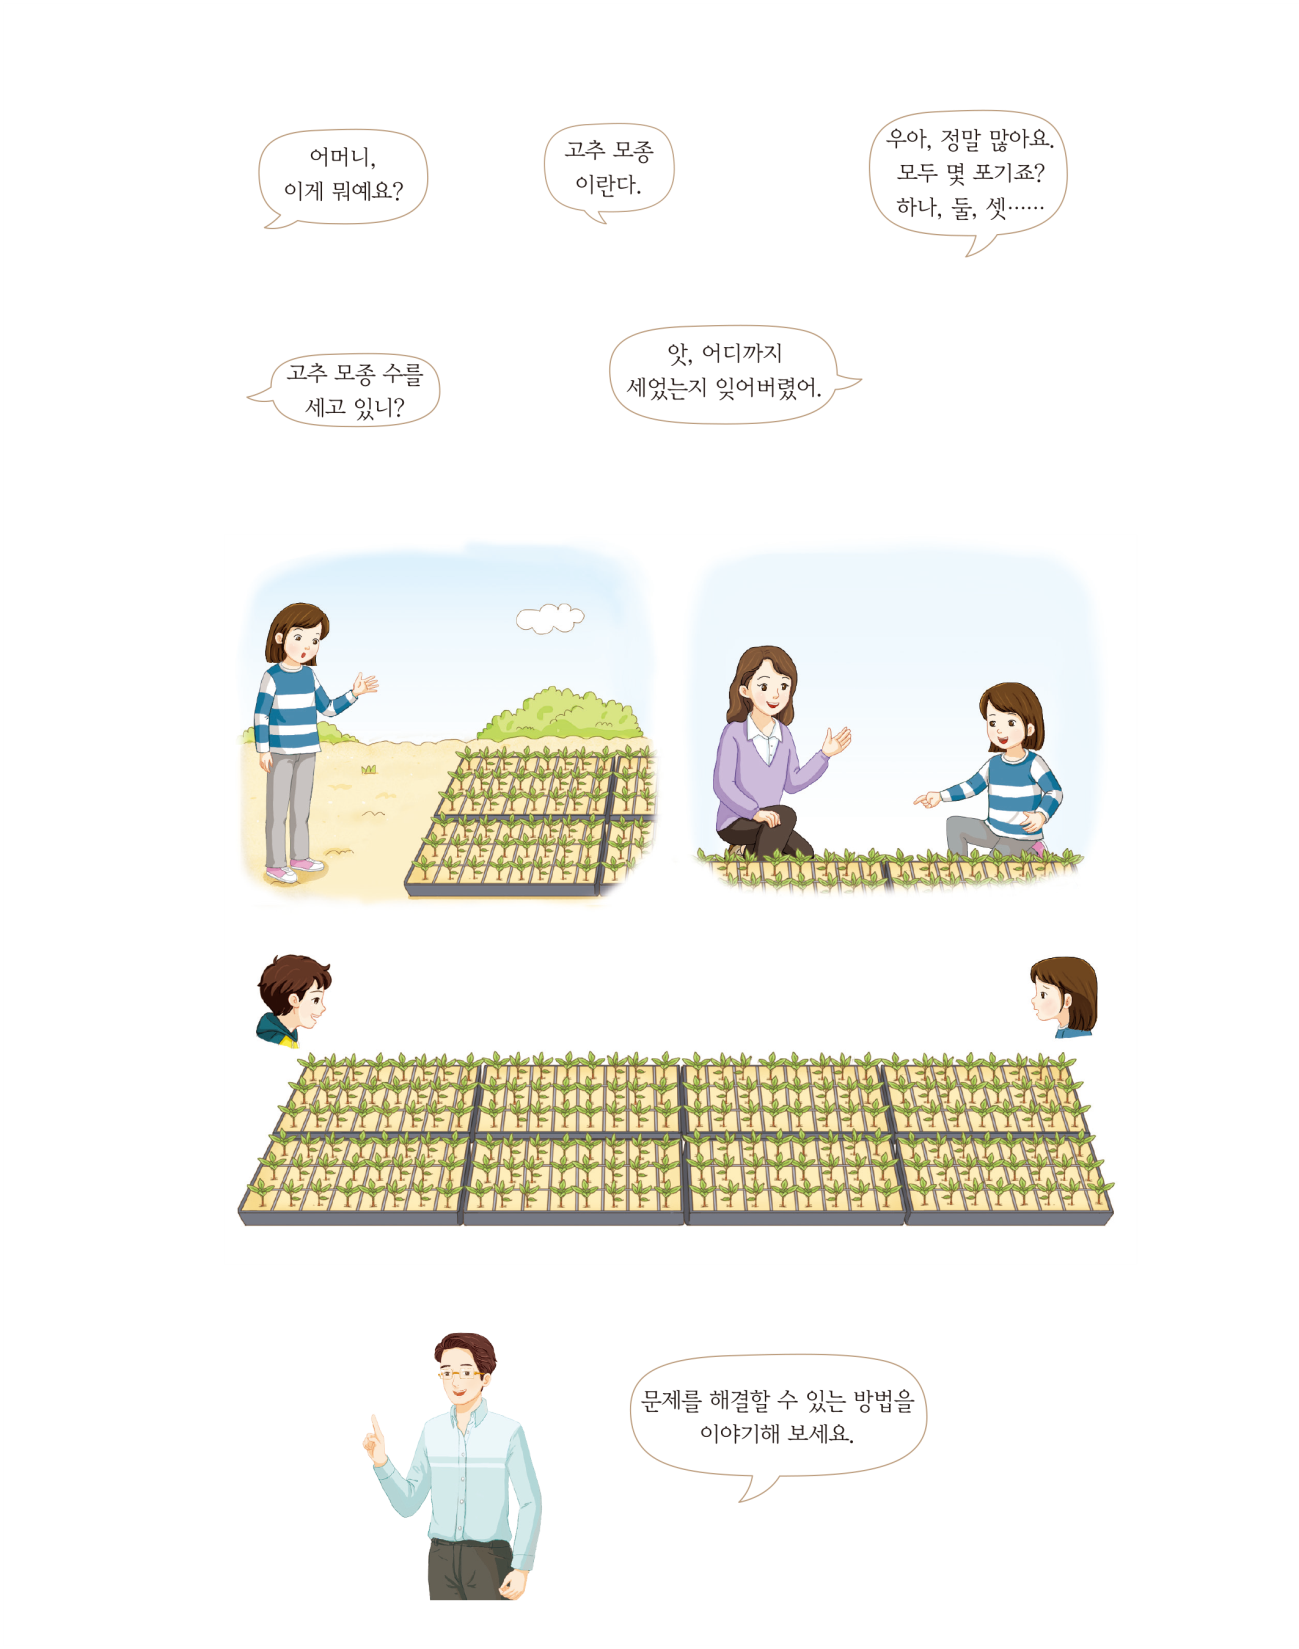 어머니,
이게 뭐예요?
고추 모종
이란다.
우아, 정말 많아요.
모두 몇 포기죠?
하나, 둘, 셋……
고추 모종 수를
세고 있니?
앗, 어디까지
세었는지 잊어버렸어.
문제를 해결할 수 있는 방법을
이야기해 보세요.